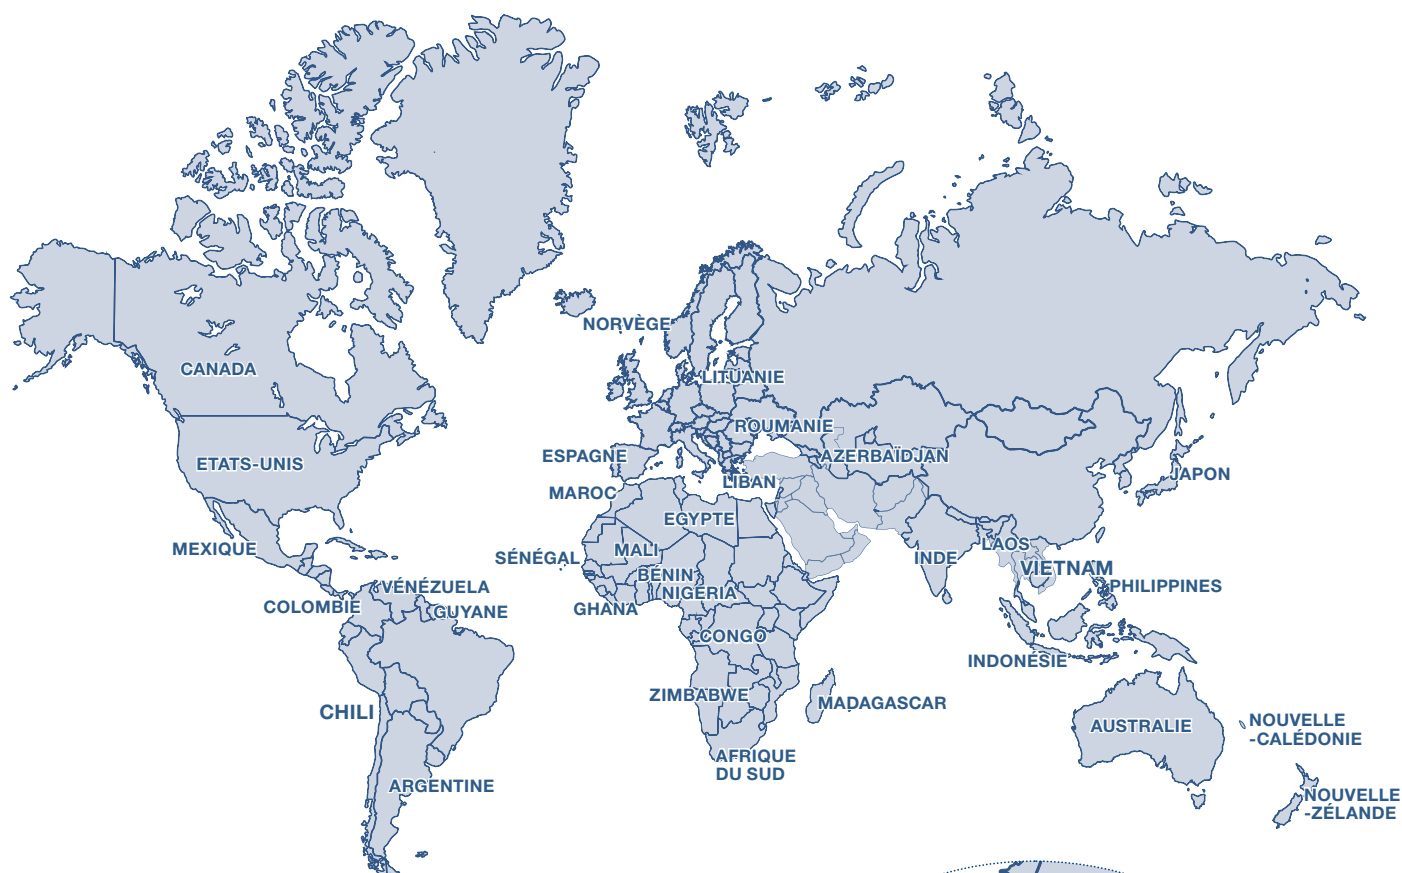 NORVÈGE
CANADA
LITUANIE
ROUMANIE
ESPAGNE
AZERBAÏDJAN
ETATS-UNIS
JAPON
LIBAN
MAROC
EGYPTE
MEXIQUE
MALI
SÉNÉGAL
LAOS
INDE
VIETNAM
BÉNIN
VÉNÉZUELA
PHILIPPINES
NIGÉRIA
COLOMBIE
GHANA
GUYANE
CONGO
INDONÉSIE
ZIMBABWE
MADAGASCAR
CHILI
AUSTRALIE
NOUVELLE
-CALÉDONIE
AFRIQUE
DU SUD
ARGENTINE
NOUVELLE
-ZÉLANDE